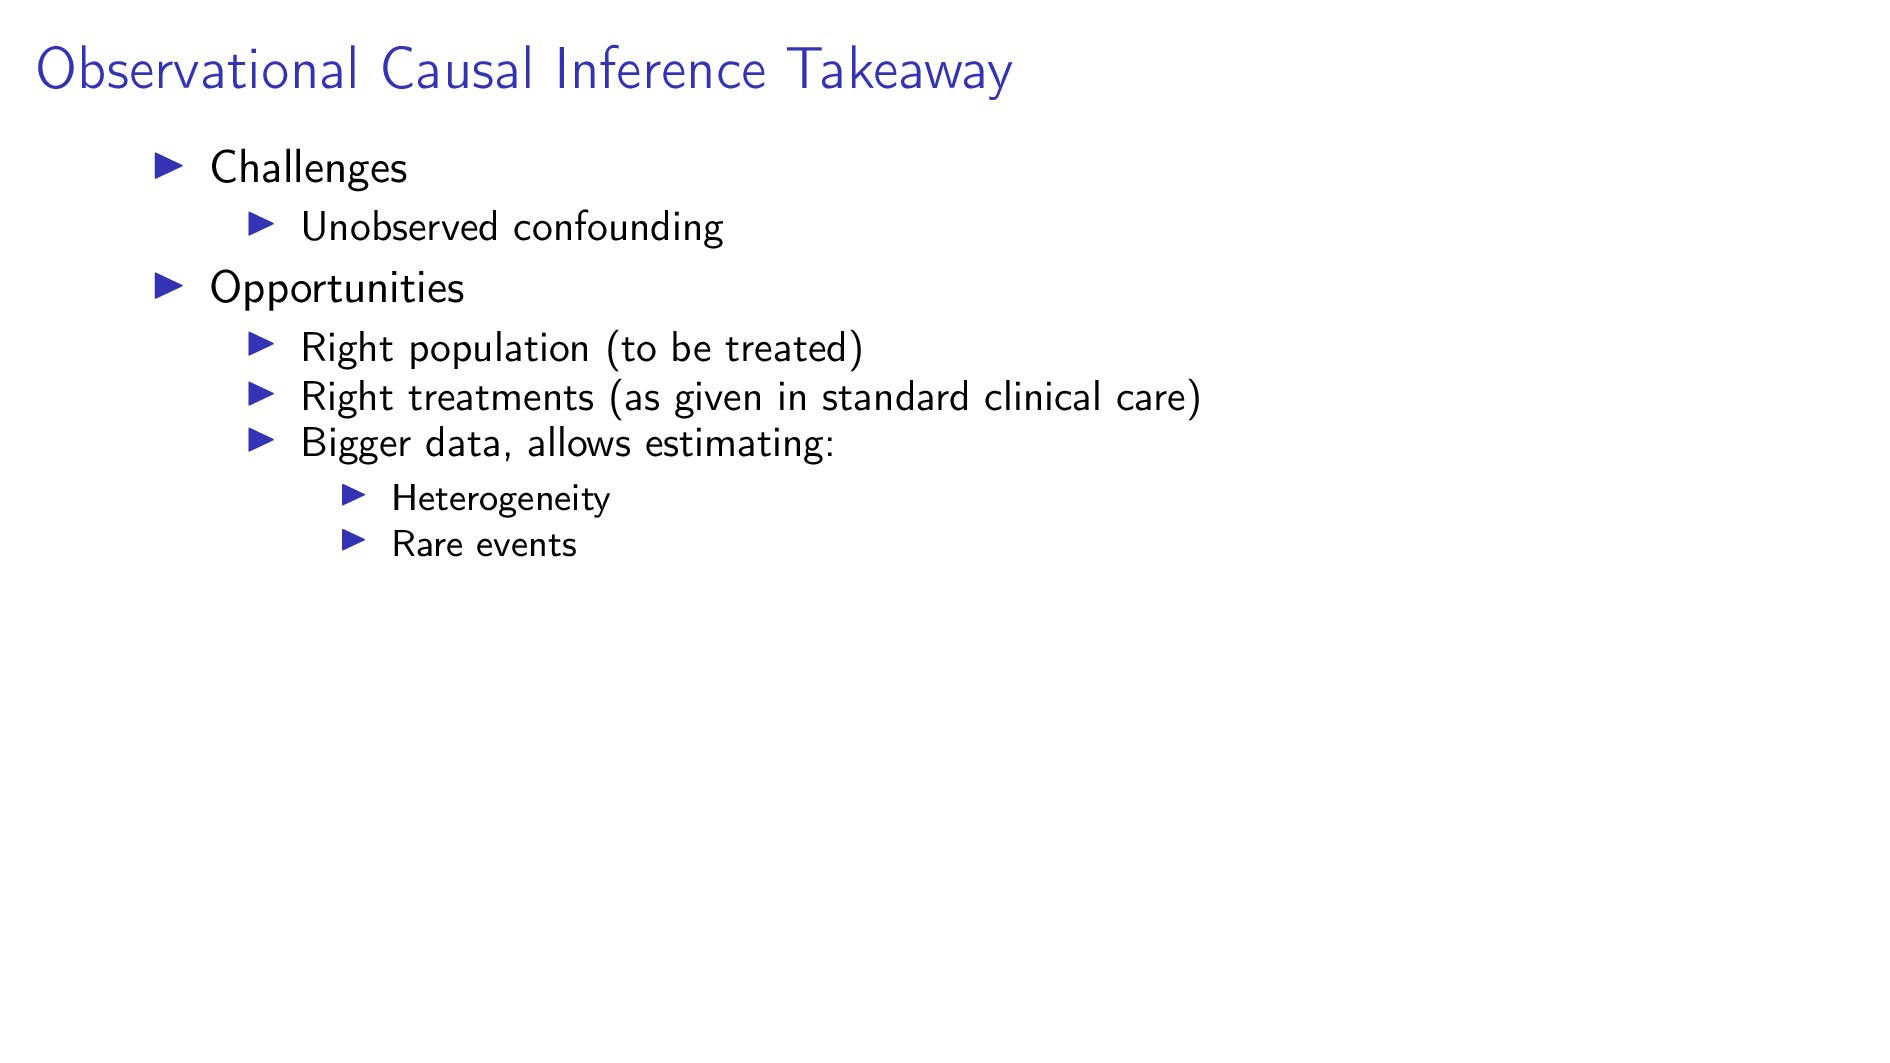 Observational Causal Inference Takeaway
Challenges
Unobserved confounding
Opportunities
Right population (to be treated)
Right treatments (as given in standard clinical care)
Bigger data, allows estimating:
Heterogeneity
Rare events